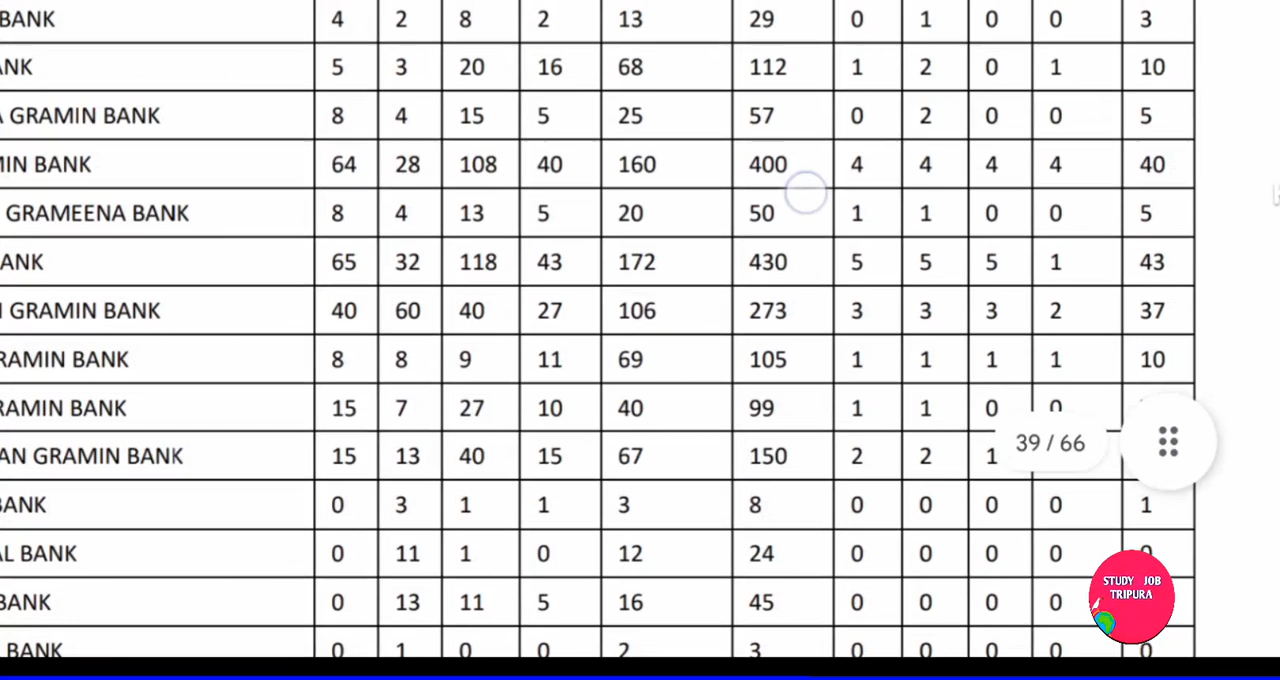 BANK 4 2 8 2 13 29 0 1 0 0 3
ANK 5 3 20 16 68 112 1 2 0 1 10
A GRAMIN BANK 8 4 15 5 25 57 0 2 0 0 5
MIN BANK 64 28 108 40 160 400 4 4 4 4 40
GRAMEENA BANK 8 4 13 5 20 50 1 1 0 0 5
ANK 65 32 118 43 172 430 5 5 5 1 43
GRAMIN BANK 40 60 40 27 106 273 3 3 3 2 37
RAMIN BANK 8 8 9 11 69 105 1 1 1 1 10
RAMIN BANK 15 7 27 10 40 99 1 1 0 0
39 / 66
AN GRAMIN BANK 15 13 40 15 67 150 2 2 1
BANK 0 3 1 1 3 8 0 0 0 0 1
AL BANK 0 11 1 0 12 24 0 0 0 0 0
BANK 0 13 11 5 16 45 0 0 0 0
STUDY JOB
TRIPURA
BANK 0 1 0 0 2 3 0 0 0 0 0